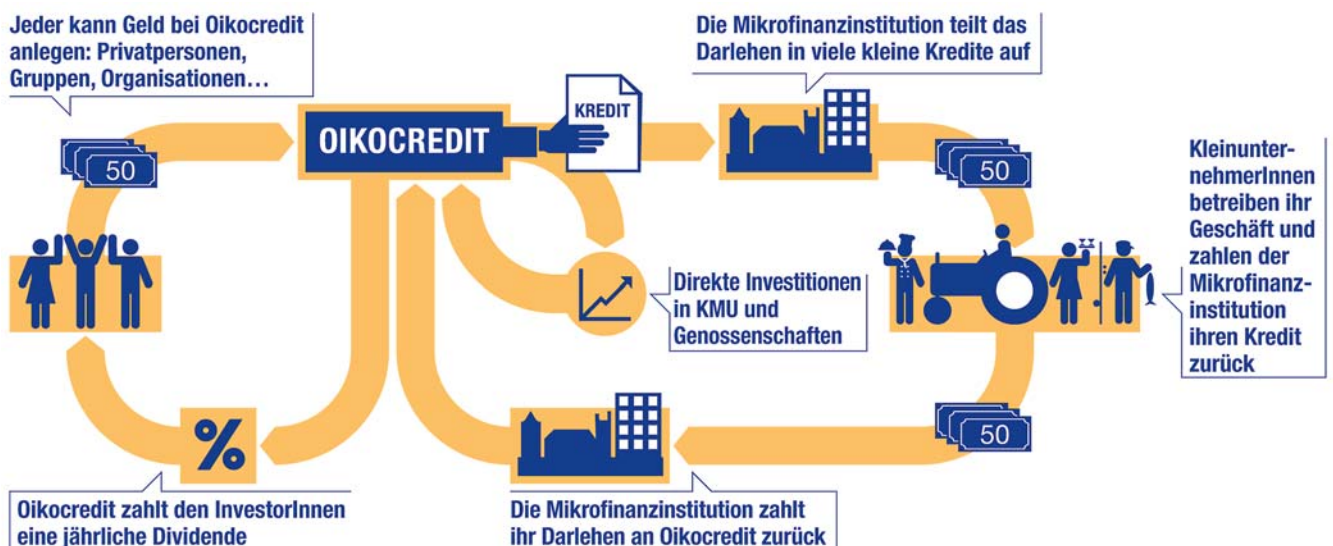 Jeder kann Geld bei Oikocredit
anlegen: Privatpersonen,
Gruppen, Organisationen…
Die Mikrofinanzinstitution teilt das
Darlehen in viele kleine Kredite auf
OIKOCREDIT
KREDIT
50
50
Kleinunter-
nehmerInnen
betreiben ihr
Geschäft und
zahlen der
Mikrofinanz-
institution
ihren Kredit
zurück
Direkte Investitionen
in KMU und
Genossenschaften
50
%
Oikocredit zahlt den InvestorInnen
eine jährliche Dividende
Die Mikrofinanzinstitution zahlt
ihr Darlehen an Oikocredit zurück